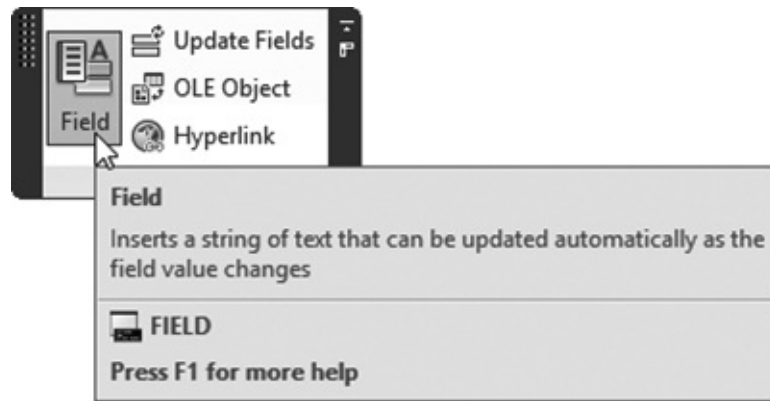 Field
Update Fields
OLE Object
Hyperlink
Field
Inserts a string of text that can be updated automatically as the
field value changes
FIELD
Press F1 for more help